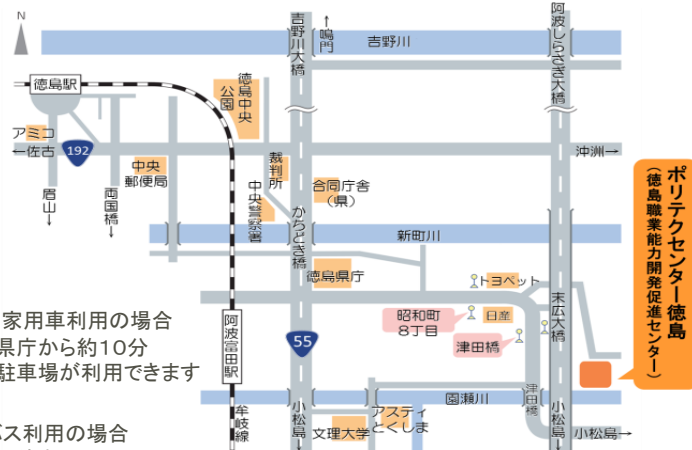 N
吉野川大橋
↑鳴門
吉野川
阿波しらさぎ大橋
徳島駅
徳島中央公園
アミコ
←佐古
192
中央
郵便局
裁判所
沖洲→
眉山→
両国橋→
中央警察署
合同庁舎
(県)
かちどき橋
新町川
徳島県庁
トヨペット
日産
昭和町
8丁目
津田橋
末広大橋
ポリテクセンター徳島
(徳島職業能力開発促進センター)
家用車利用の場合
県庁から約10分
駐車場が利用できます
阿波富田駅
55
園瀬川
津田橋
バス利用の場合
牟岐線
小松島
文理大学
アスティ
とくしま
小松島
小松島→